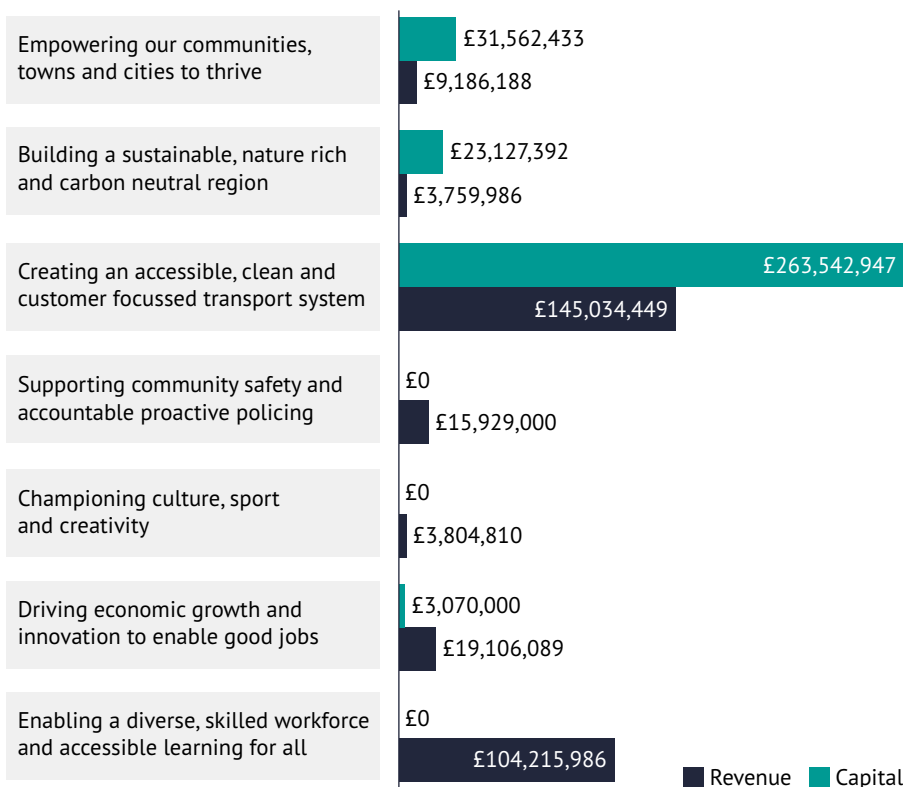 Empowering our communities,
towns and cities to thrive
£31,562,433
£9,186,188
Building a sustainable, nature rich
and carbon neutral region
£23,127,392
£3,759,986
Creating an accessible, clean and
customer focussed transport system
£263,542,947
£145,034,449
Supporting community safety and
accountable proactive policing
£0
£15,929,000
Championing culture, sport
and creativity
£0
£3,804,810
Driving economic growth and
innovation to enable good jobs
£3,070,000
£19,106,089
Enabling a diverse, skilled workforce
and accessible learning for all
£0
£104,215,986
Revenue Capital